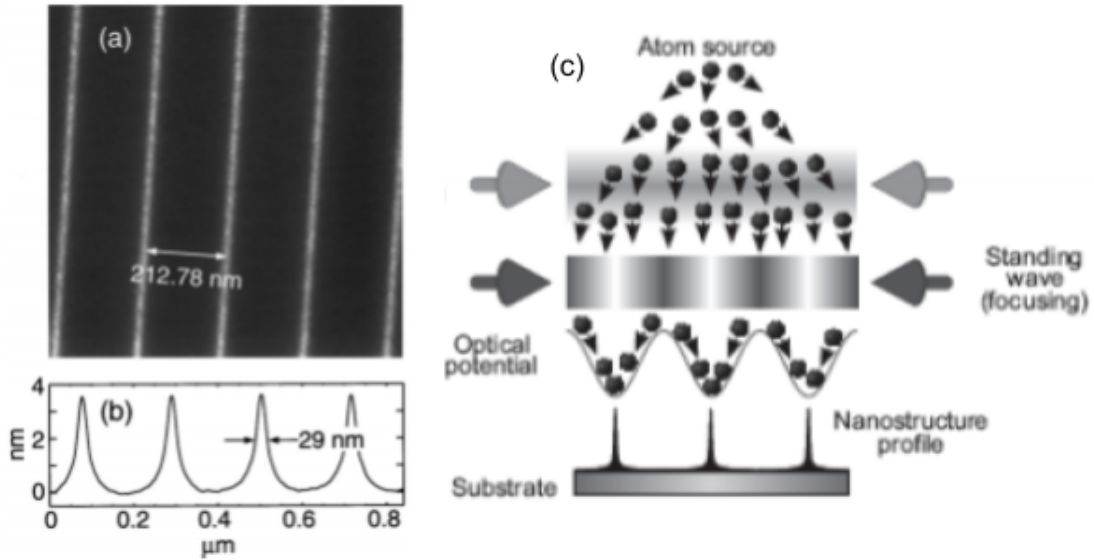 (a)
212.78 nm
(b)
nm
4
2
0
29 nm
0
0.2
0.4
0.6
0.8
μm
(c)
Atom source
Standing
wave
(focusing)
Optical
potential
Nanostructure
profile
Substrate